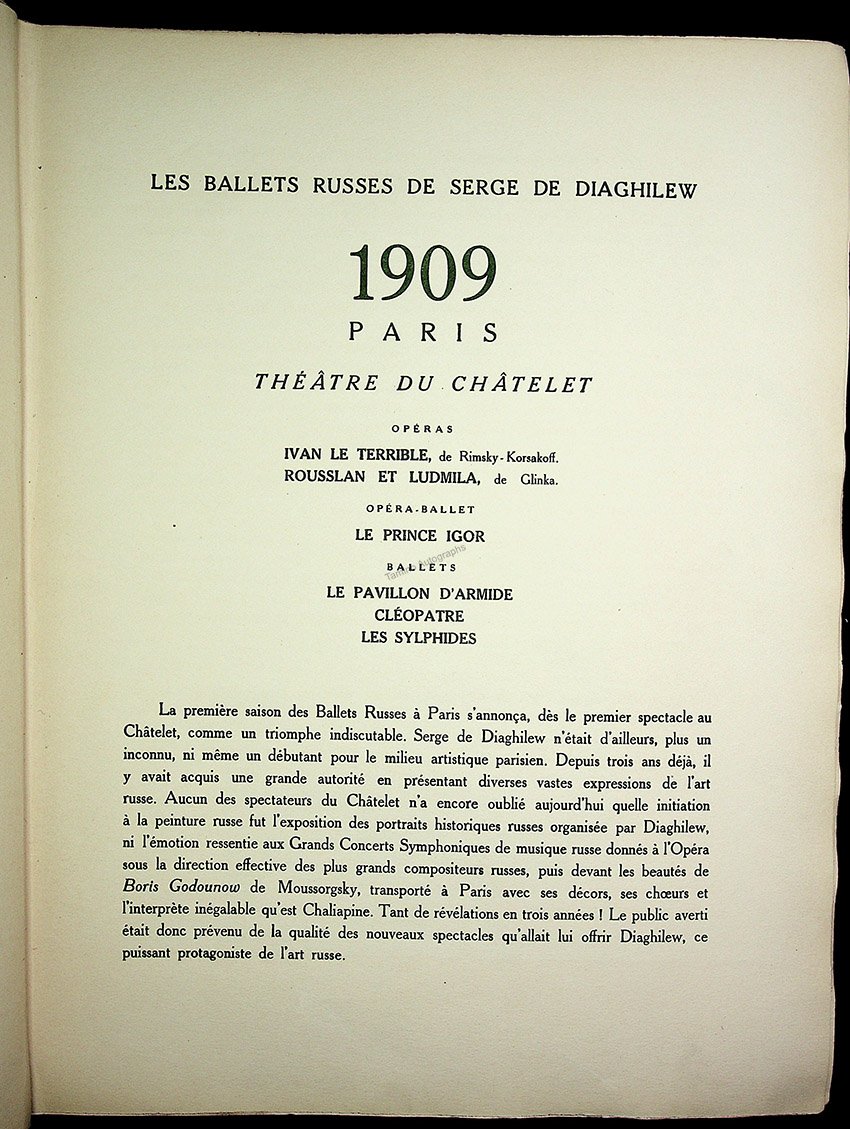 LES BALLETS RUSSES DE SERGE DE DIAGHILEW
1909
PARIS
THÉÂTRE DU CHÂTELET
OPÉRAS
IVAN LE TERRIBLE, de Rimsky-Korsakoff.
ROUSSLAN ET LUDMILA, de Glinka.
OPÉRA-BALLET
LE PRINCE IGOR
Tamino Autographs
BALLETS
LE PAVILLON D'ARMIDE
CLÉOPATRE
LES SYLPHIDES
La première saison des Ballets Russes à Paris s'annonça, dès le premier spectacle au
Châtelet, comme un triomphe indiscutable. Serge de Diaghilew n'était d'ailleurs, plus un
inconnu, ni même un débutant pour le milieu artistique parisien. Depuis trois ans déjà, il
y avait acquis une grande autorité en présentant diverses vastes expressions de l'art
russe. Aucun des spectateurs du Châtelet n'a encore oublié aujourd'hui quelle initiation
à la peinture russe fut l'exposition des portraits historiques russes organisée par Diaghilew,
ni l'émotion ressentie aux Grands Concerts Symphoniques de musique russe donnés à l'Opéra
sous la direction effective des plus grands compositeurs russes, puis devant les beautés de
Boris Godounow de Moussorgsky, transporté à Paris avec ses décors, ses chœurs et
l'interprète inégalable qu'est Chaliapine. Tant de révélations en trois années ! Le public averti
était donc prévenu de la qualité des nouveaux spectacles qu'allait lui offrir Diaghilew, ce
puissant protagoniste de l'art russe.